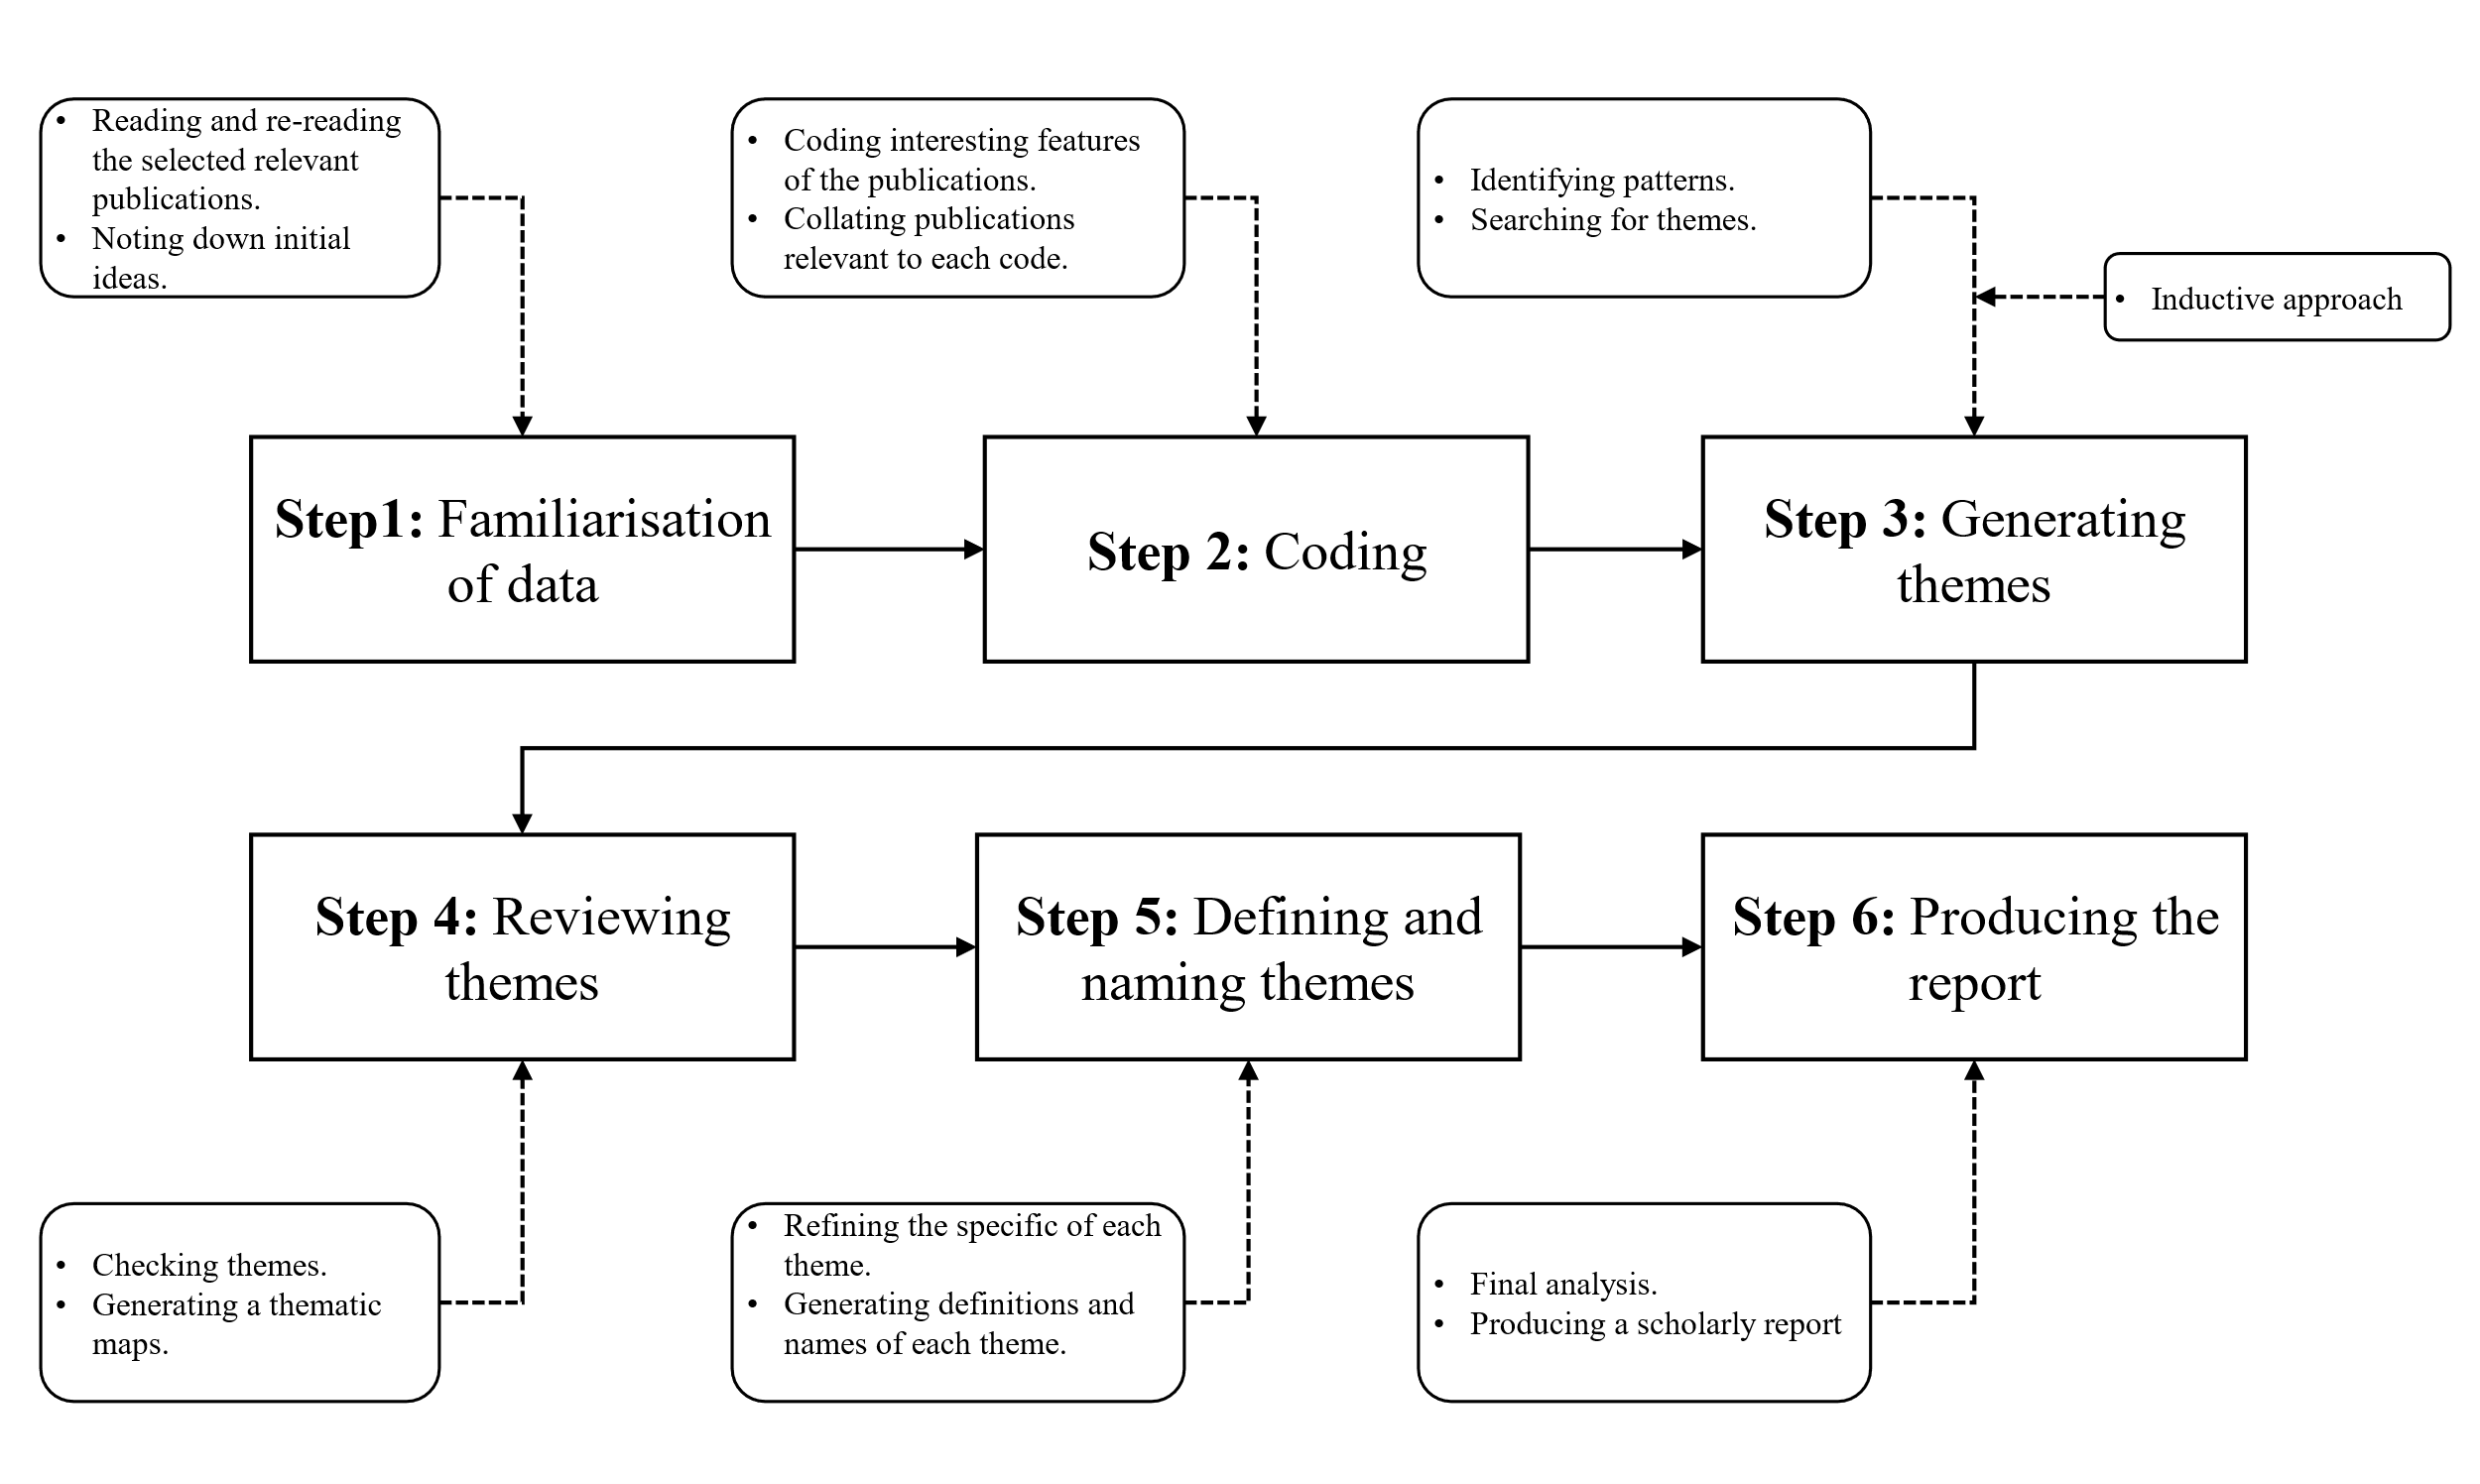 • Reading and re-reading
the selected relevant
publications.
• Noting down initial
ideas.
• Coding interesting features
of the publications.
• Collating publications
relevant to each code.
• Identifying patterns.
• Searching for themes.
• Inductive approach
Step1: Familiarisation
of data
Step 2: Coding
Step 3: Generating
themes
Step 4: Reviewing
themes
Step 5: Defining and
naming themes
Step 6: Producing the
report
• Checking themes.
• Generating a thematic
maps.
• Refining the specific of each
theme.
• Generating definitions and
names of each theme.
• Final analysis.
• Producing a scholarly report